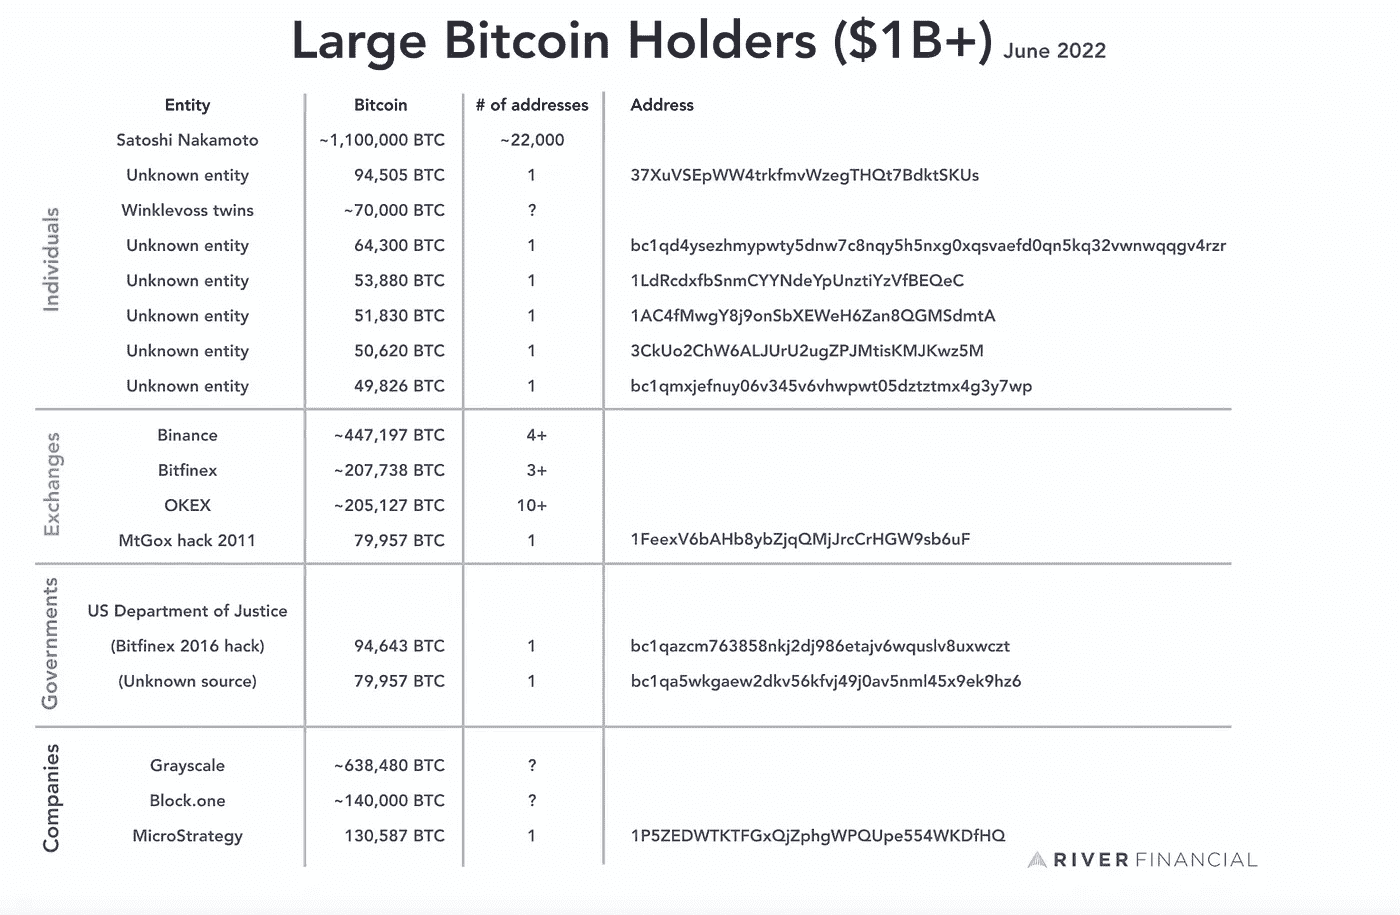 Large Bitcoin Holders ($1B+) June 2022
Entity Bitcoin # of addresses Address
Individuals
Satoshi Nakamoto ~1,100,000 BTC ~22,000
Unknown entity 94,505 BTC 1 37XuVSEpWW4trkfmvWzegTHQt7BdktSKUs
Winklevoss twins ~70,000 BTC ?
Unknown entity 64,300 BTC 1 bc1qd4ysezhmypwty5dnw7c8nqy5h5nxg0xqsvaefd0qn5kq32vwnwqqgv4rzr
Unknown entity 53,880 BTC 1 1LdRcdxfbSnmCYYNdeYpUnztiYzVfBEQeC
Unknown entity 51,830 BTC 1 1AC4fMwgY8j9onSbXEWeH6Zan8QGMSdmtA
Unknown entity 50,620 BTC 1 3CkUo2ChW6ALJUrU2ugZPJMtisKMJKwz5M
Unknown entity 49,826 BTC 1 bc1qmxjefnuy06v345v6vhwpwt05dztztmx4g3y7wp
Exchanges
Binance ~447,197 BTC 4+
Bitfinex ~207,738 BTC 3+
OKEX ~205,127 BTC 10+
MtGox hack 2011 79,957 BTC 1 1FeexV6bAHb8ybZjqQMjJrcCrHGW9sb6uF
Governments
US Department of Justice
(Bitfinex 2016 hack) 94,643 BTC 1 bc1qazcm763858nkj2dj986etajv6wquslv8uxwczt
(Unknown source) 79,957 BTC 1 bc1qa5wkgaew2dkv56kfvj49j0av5nml45x9ek9hz6
Companies
Grayscale ~638,480 BTC ?
Block.one ~140,000 BTC ?
MicroStrategy 130,587 BTC 1 1P5ZEDWTKTFGxQjZphgWPQUpe554WKDfHQ
RIVER FINANCIAL